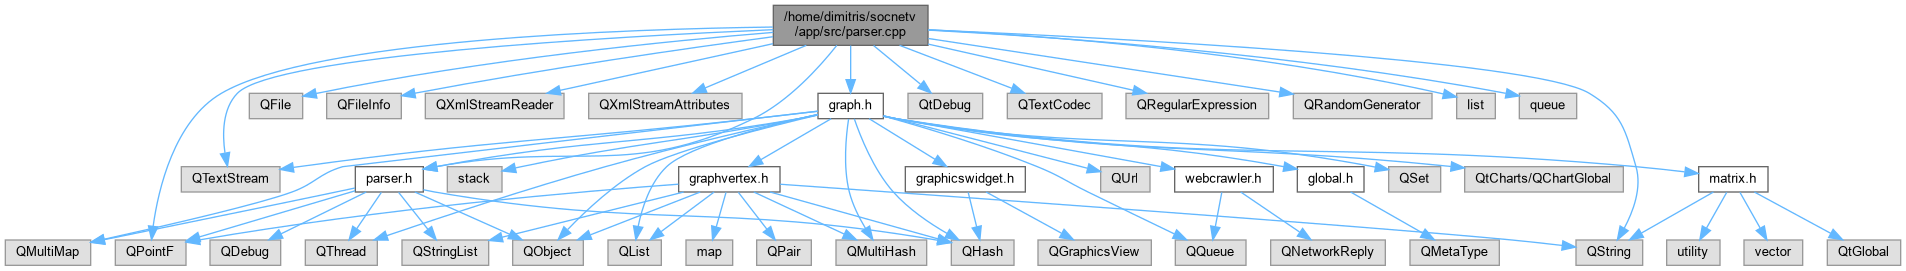 /home/dimitris/socnetv
/app/src/parser.cpp
QFile
QFileInfo
QXmlStreamReader
QXmlStreamAttributes
graph.h
QtDebug
QTextCodec
QRegularExpression
QRandomGenerator
list
queue
QTextStream
parser.h
stack
graphvertex.h
graphicswidget.h
QUrl
webcrawler.h
global.h
QSet
QtCharts/QChartGlobal
matrix.h
QMultiMap
QPointF
QDebug
QThread
QStringList
QObject
QList
map
QPair
QMultiHash
QHash
QGraphicsView
QQueue
QNetworkReply
QMetaType
QString
utility
vector
QtGlobal